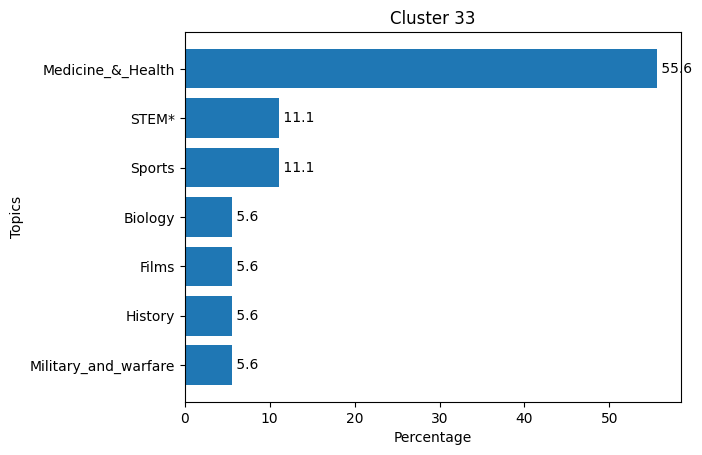 Cluster 33
Medicine_&_Health 55.6
STEM* 11.1
Sports 11.1
Biology 5.6
Films 5.6
History 5.6
Military_and_warfare 5.6
Topics
0 10 20 30 40 50
Percentage